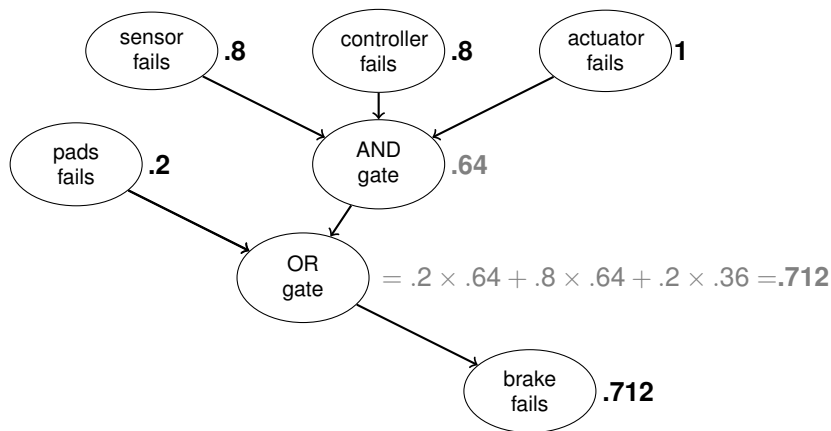 sensor
fails
.8
controller
fails
.8
actuator
fails
1
pads
fails
.2
AND
gate
.64
OR
gate
= .2 × .64 + .8 × .64 + .2 × .36 =.712
brake
fails
.712